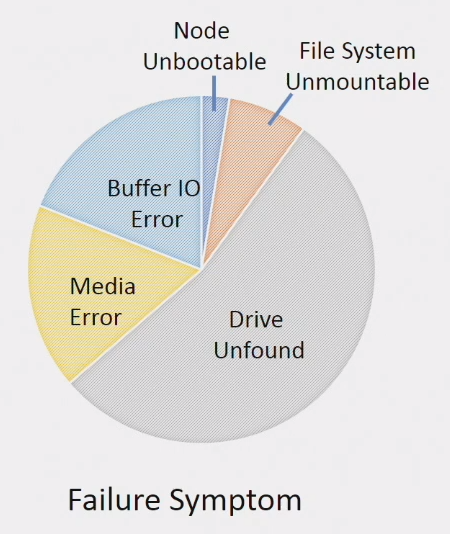 Node
Unbootable
File System
Unmountable
Buffer IO
Error
Media
Error
Drive
Unfound
Failure Symptom